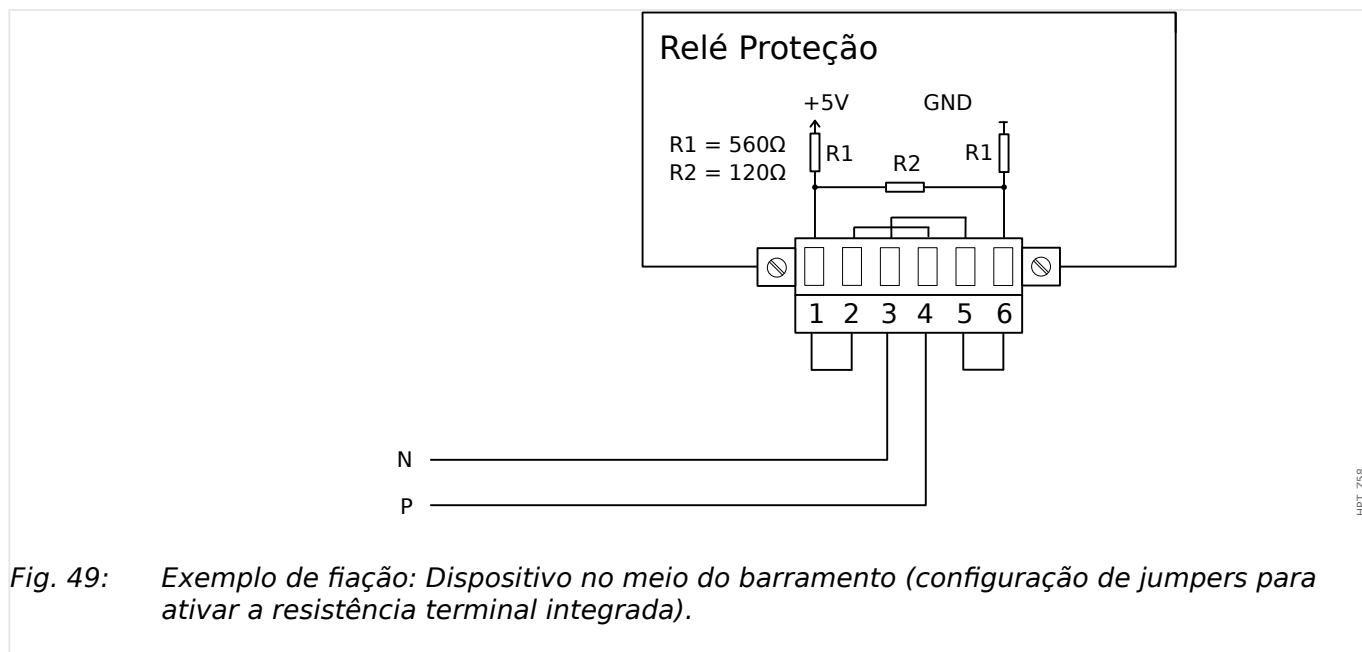 Relé Proteção
+5V GND
R1 = 560Ω
R2 = 120Ω
R1 R2 R1
1 2 3 4 5 6
N
P
HPT_Z58
Fig. 49: Exemplo de fiação: Dispositivo no meio do barramento (configuração de jumpers para
ativar a resistência terminal integrada).